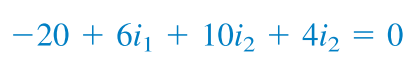 −20 + 6i₁ + 10i₂ + 4i₂ = 0